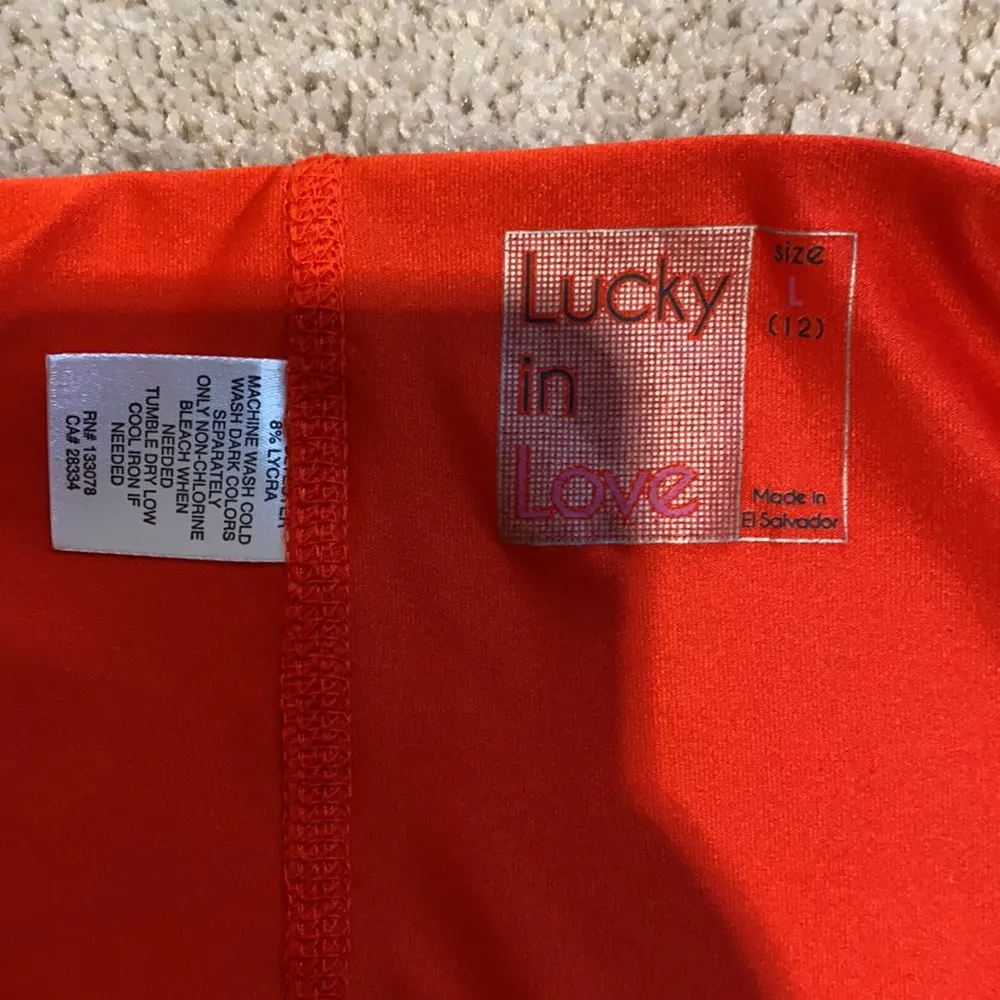 Lucky
in
Love
size
L
(12)
Made in
El Salvador
8% LYCRA
MACHINE WASH COLD
WASH DARK COLORS
SEPARATELY
ONLY NON-CHLORINE
BLEACH WHEN
NEEDED
TUMBLE DRY LOW
COOL IRON IF
NEEDED
RN# 133078
CA# 28334